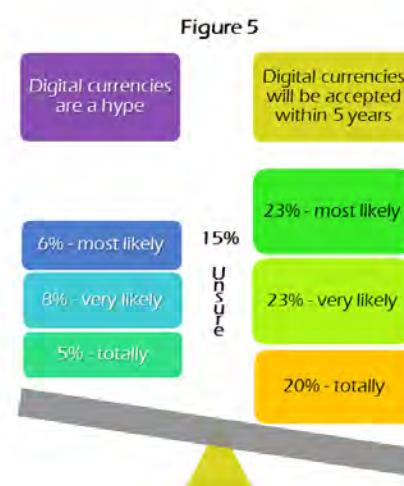 Figure 5
Digital currencies
are a hype
Digital currencies
will be accepted
within 5 years
6% - most likely
8% - very likely
5% - totally
15%
Unsure
23% - most likely
23% - very likely
20% - totally